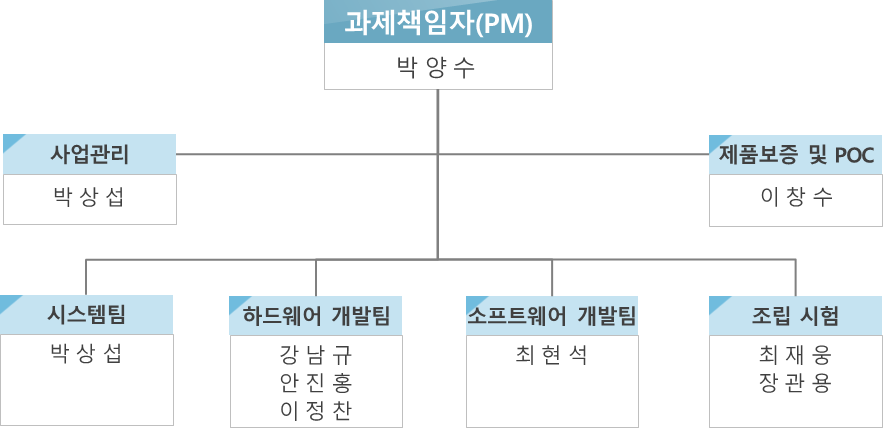 과제책임자(PM)
박 양 수
사업관리
박 상 섭
제품보증 및 POC
이 창 수
시스템팀
박 상 섭
하드웨어 개발팀
강 남 규
안 진 홍
이 정 찬
소프트웨어 개발팀
최 현 석
조립 시험
최 재 웅
장 관 용